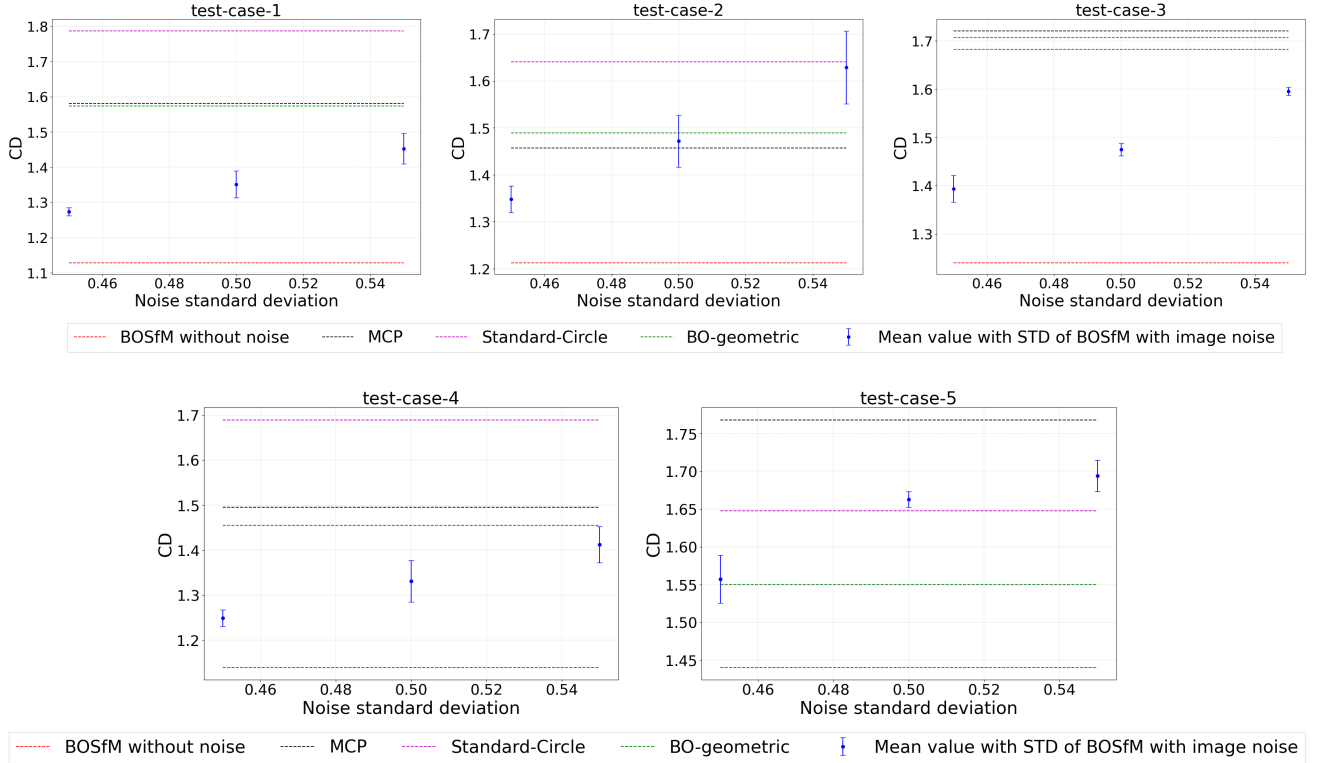 test-case-1
test-case-2
test-case-3
1.8
1.7
1.6
1.5
1.4
1.3
1.2
1.1
CD
0.46 0.48 0.50 0.52 0.54
Noise standard deviation
1.7
1.6
1.5
1.4
1.3
1.2
CD
0.46 0.48 0.50 0.52 0.54
Noise standard deviation
1.7
1.6
1.5
1.4
1.3
CD
0.46 0.48 0.50 0.52 0.54
Noise standard deviation
BOSfM without noise MCP Standard-Circle BO-geometric Mean value with STD of BOSfM with image noise
test-case-4
test-case-5
1.7
1.6
1.5
1.4
1.3
1.2
CD
0.46 0.48 0.50 0.52 0.54
Noise standard deviation
1.75
1.70
1.65
1.60
1.55
1.50
1.45
CD
0.46 0.48 0.50 0.52 0.54
Noise standard deviation
BOSfM without noise MCP Standard-Circle BO-geometric Mean value with STD of BOSfM with image noise